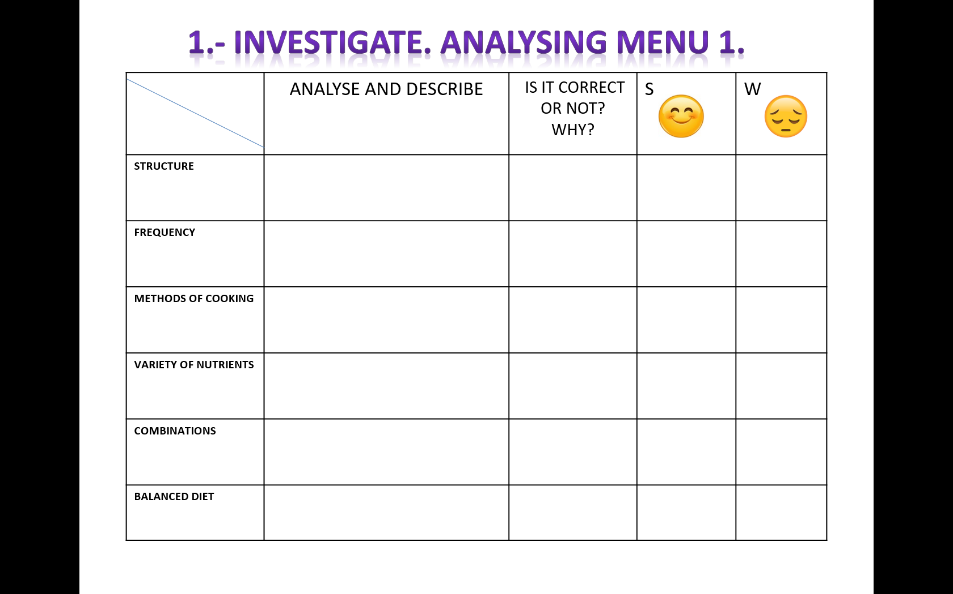 1.- INVESTIGATE. ANALYSING MENU 1.
ANALYSE AND DESCRIBE
IS IT CORRECT
OR NOT?
WHY?
S
W
STRUCTURE
FREQUENCY
METHODS OF COOKING
VARIETY OF NUTRIENTS
COMBINATIONS
BALANCED DIET